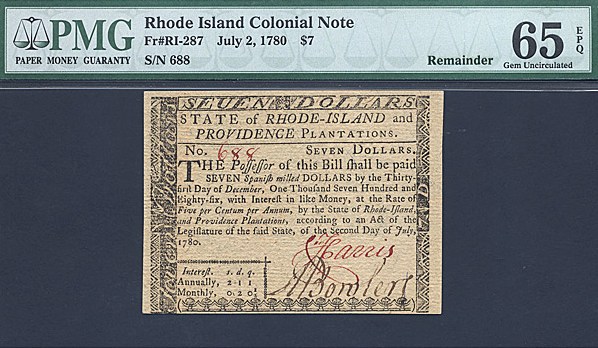 PMG
PAPER MONEY GUARANTY
Rhode Island Colonial Note
Fr#RI-287 July 2, 1780 $7
S/N 688
Remainder
65 EPQ
Gem Uncirculated
SEVEN DOLLARS
STATE of RHODE-ISLAND and
PROVIDENCE PLANTATIONS.
No. 688 SEVEN DOLLARS.
THE Possessor of this Bill shall be paid
SEVEN Spanish milled DOLLARS by the Thirty-
first Day of December, One Thousand Seven Hundred and
Eighty-six, with Interest in like Money, at the Rate of
Five per Centum per Annum, by the State of Rhode-Island,
and Providence Plantations, according to an Act of the
Legislature of the said State, of the Second Day of July,
1780.
Harris
Bowler
Interest. s. d. q.
Annually, 2 1 1
Monthly, 0 2 0½